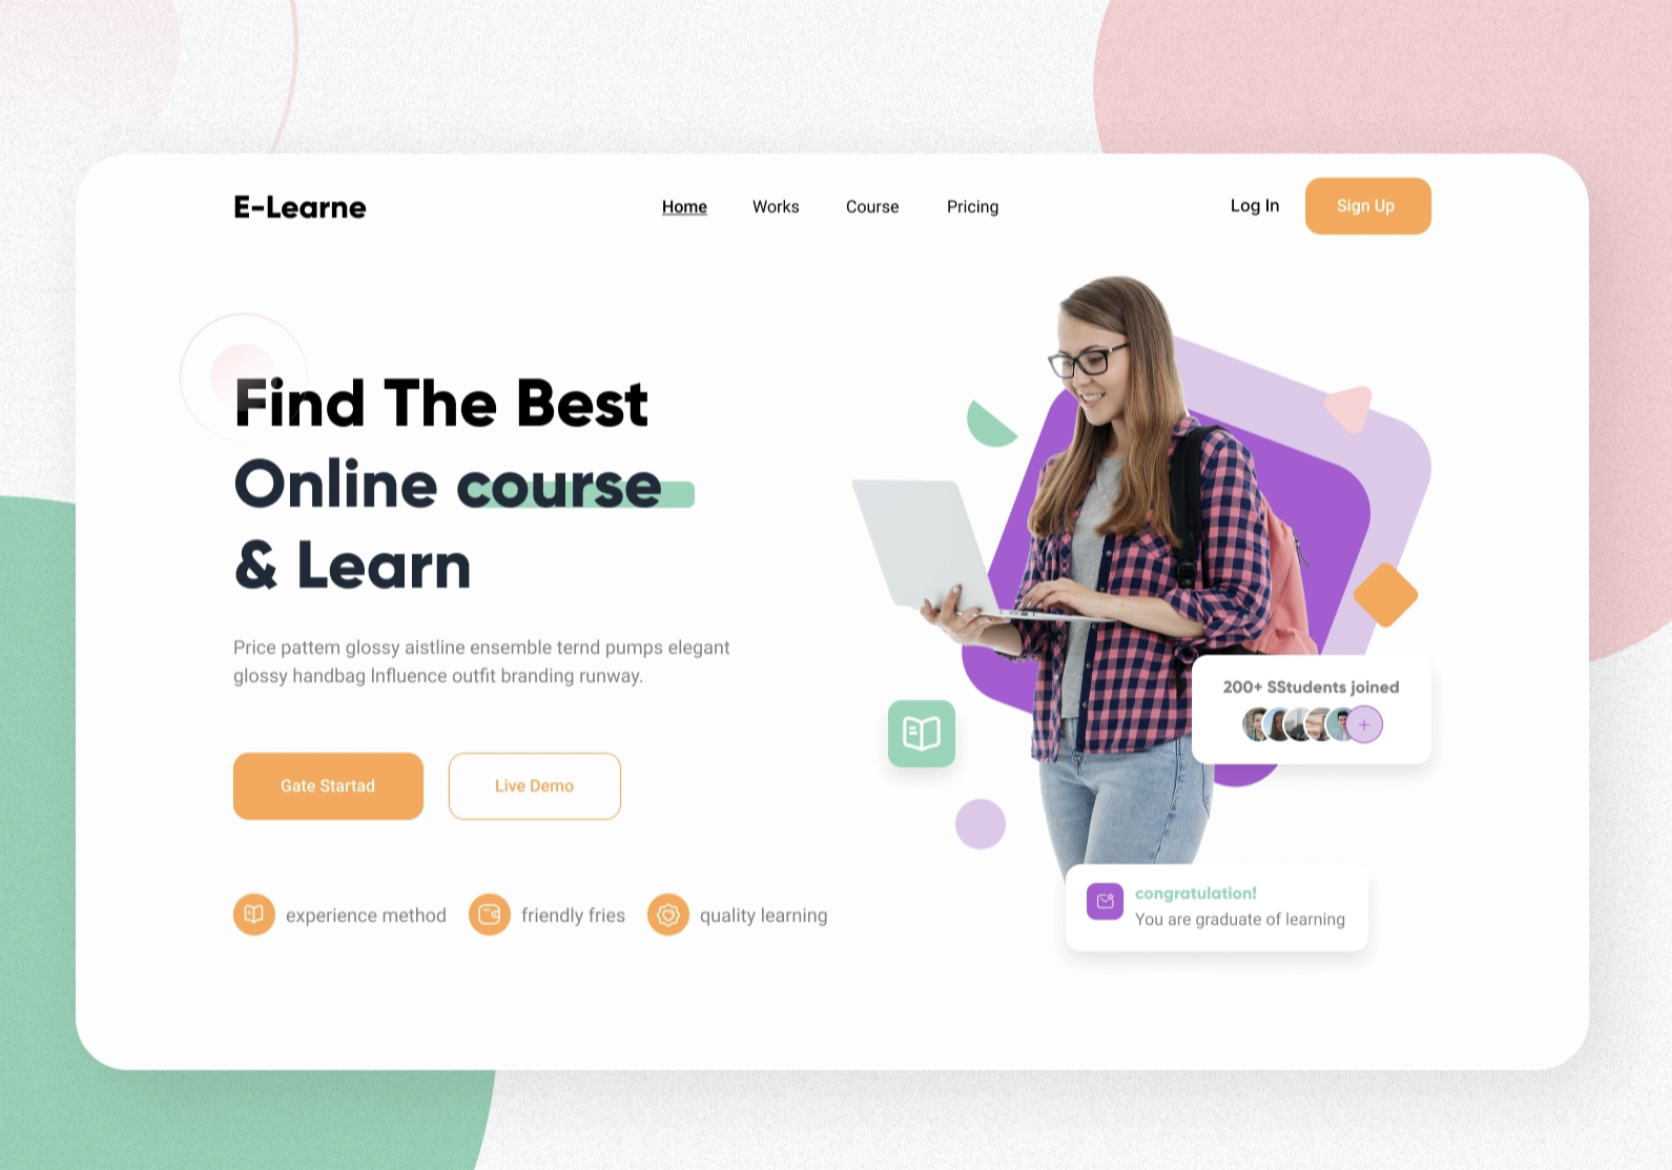 E-Learne
Home
Works
Course
Pricing
Log In
Sign Up
Find The Best
Online course
& Learn
Price pattem glossy aistline ensemble ternd pumps elegant
glossy handbag Influence outfit branding runway.
Gate Startad
Live Demo
experience method
friendly fries
quality learning
200+ SStudents joined
+
congratulation!
You are graduate of learning